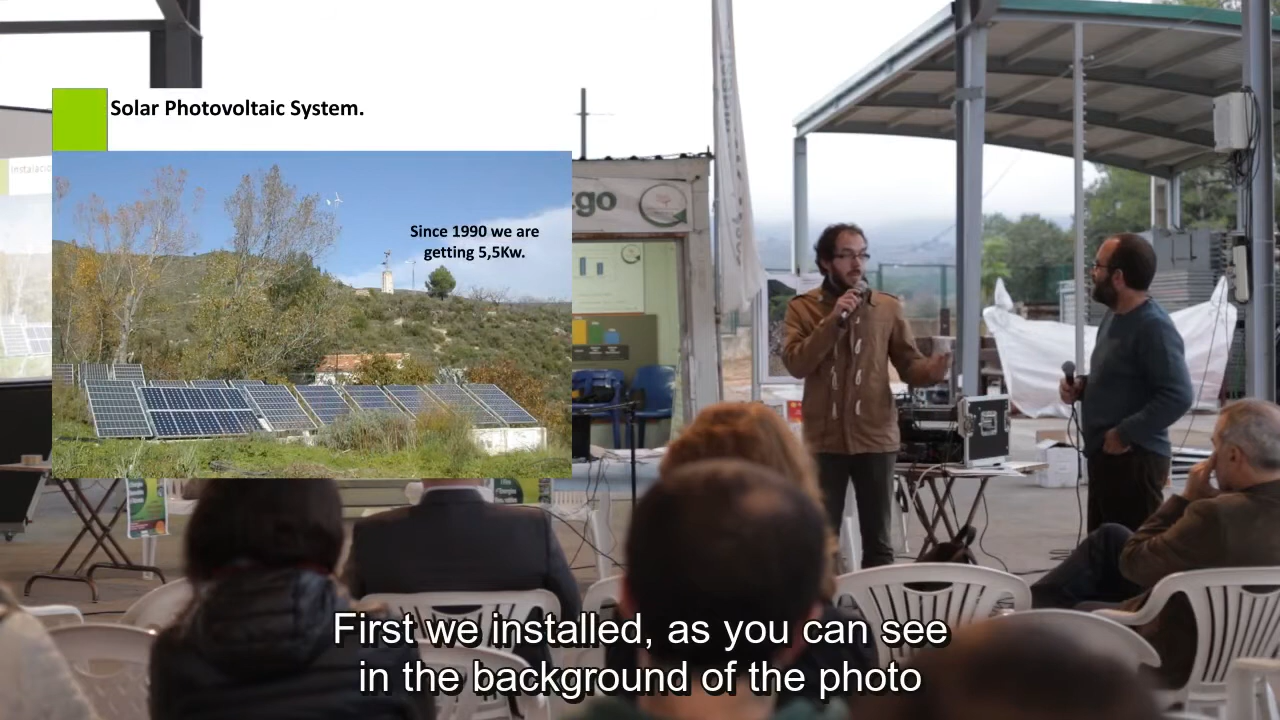 Solar Photovoltaic System.
instalació
Since 1990 we are
getting 5,5Kw.
go
First we installed, as you can see
in the background of the photo